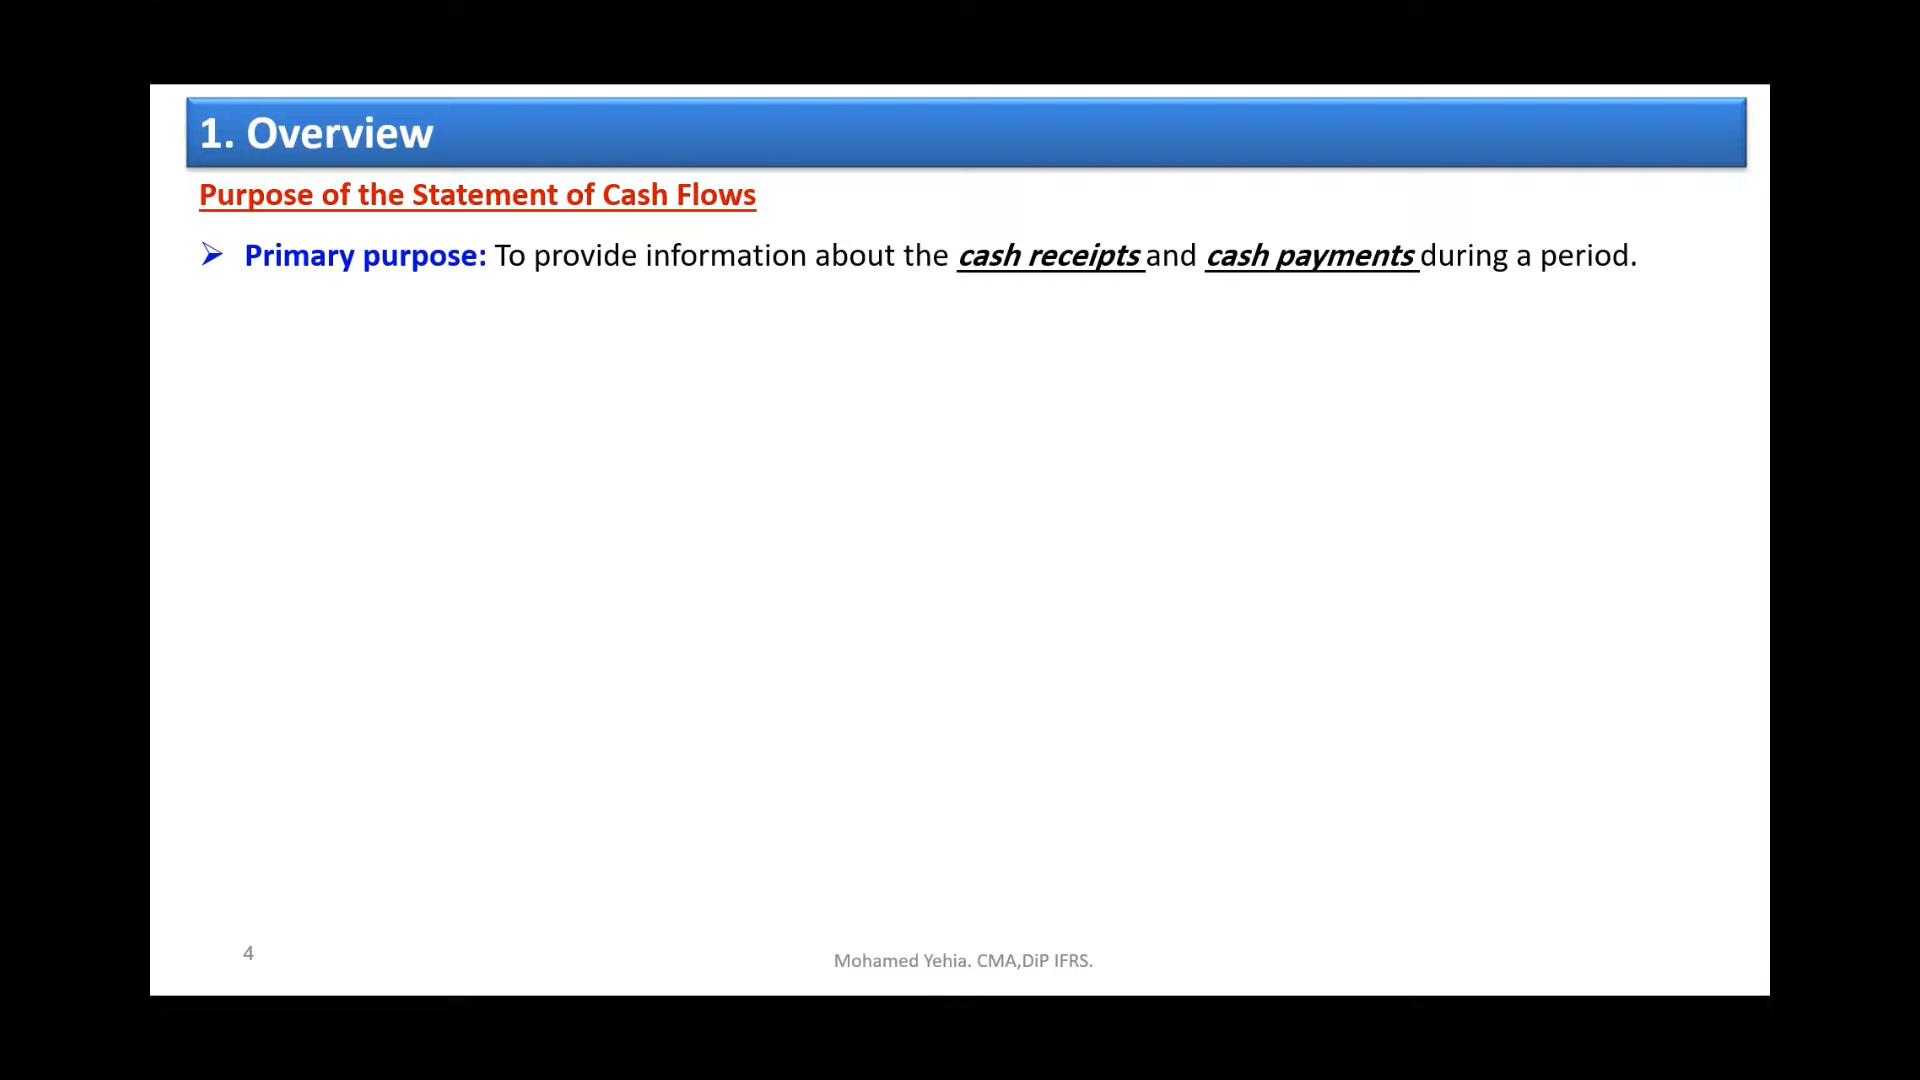 1. Overview
Purpose of the Statement of Cash Flows
Primary purpose: To provide information about the cash receipts and cash payments during a period.
4
Mohamed Yehia. CMA,DiP IFRS.